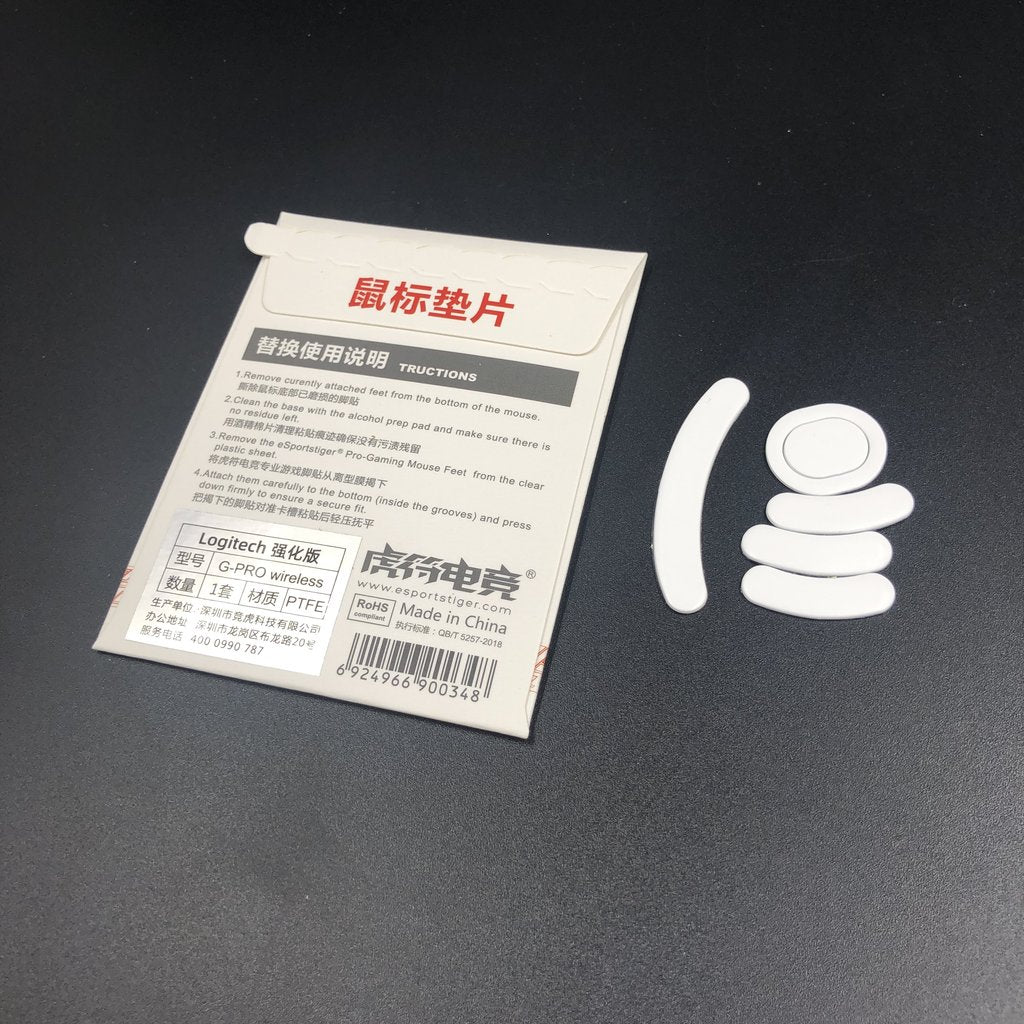 鼠标垫片
替换使用说明 TRUCTIONS
1.Remove curently attached feet from the bottom of the mouse.
撕除鼠标底部已磨损的脚贴
2.Clean the base with the alcohol prep pad and make sure there is
no residue left.
用酒精棉片清理粘贴痕迹确保没有污渍残留
3.Remove the eSportstiger® Pro-Gaming Mouse Feet from the clear
plastic sheet.
将虎符电竞专业游戏脚贴从离型膜揭下
4.Attach them carefully to the bottom (inside the grooves) and press
down firmly to ensure a secure fit.
把揭下的脚贴对准卡槽粘贴后轻压抚平
Logitech 强化版
型号 G-PRO wireless
数量 1套 材质 PTFE
生产单位:深圳市竞虎科技有限公司
办公地址 深圳市龙岗区布龙路20号
服务电话 400 0990 787
虎符电竞®
www.esportstiger.com
RoHS
compliant
Made in China
执行标准：QB/T 5257-2018
6 924966 900348